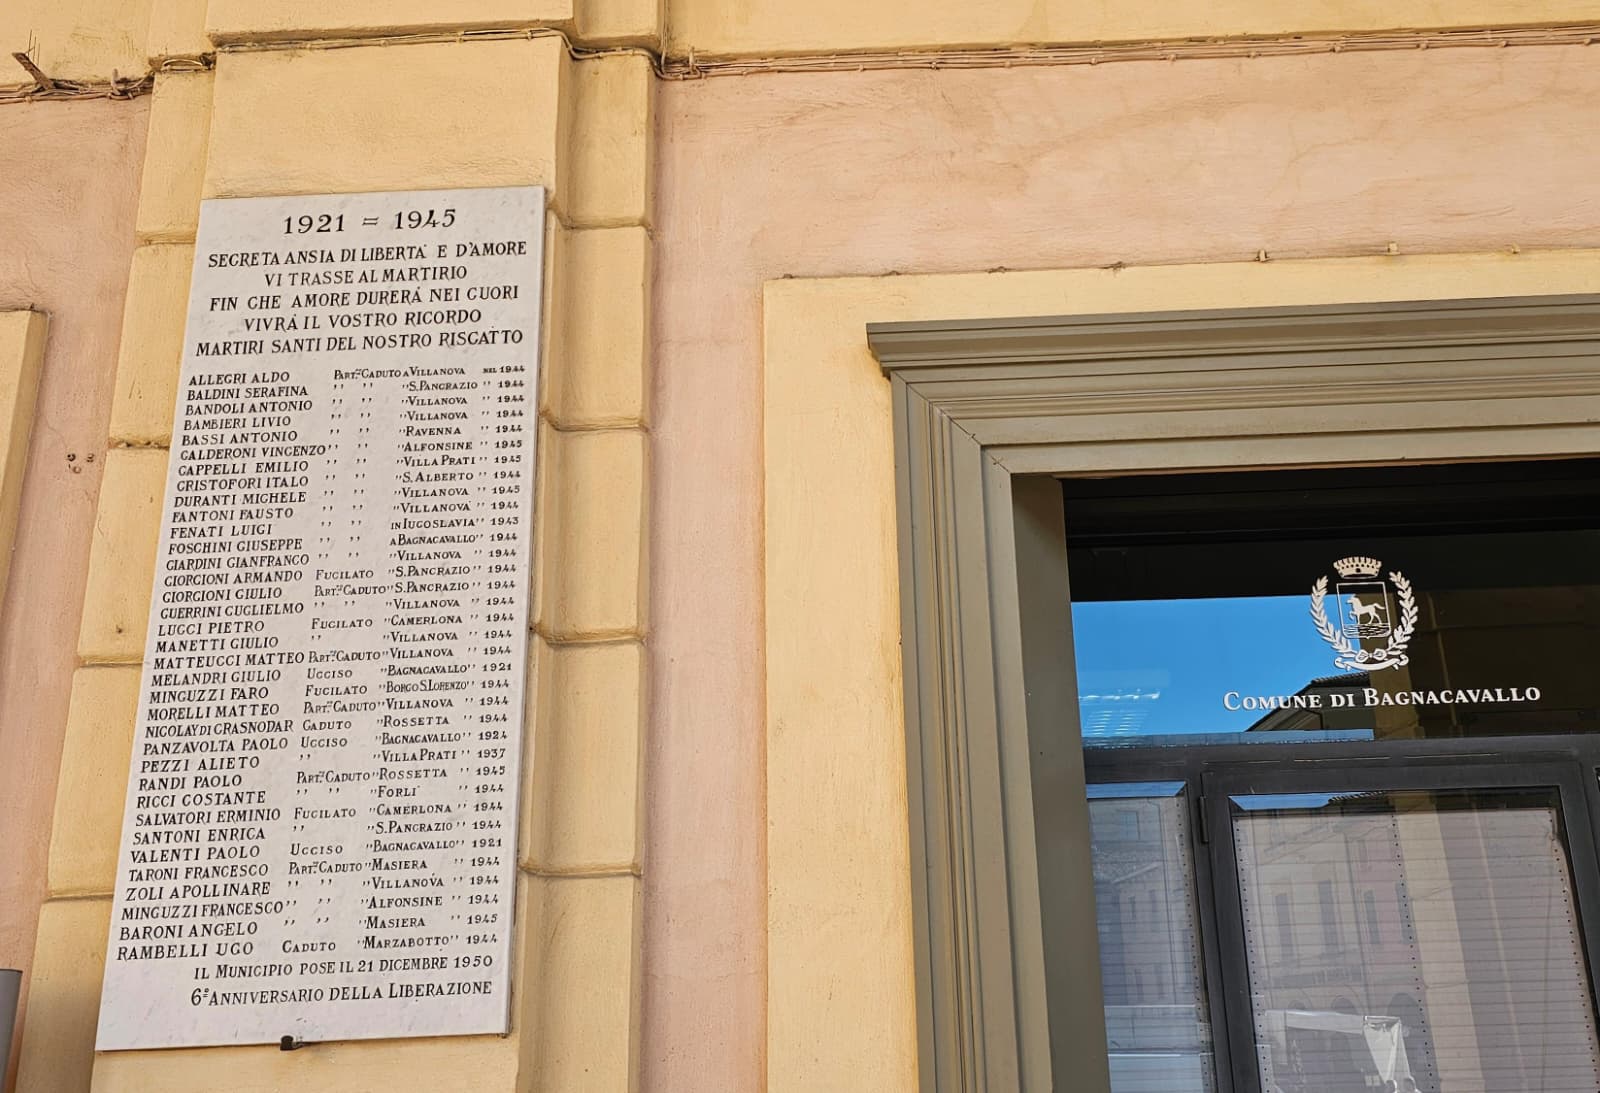 1921 = 1945
SECRETA ANSIA DI LIBERTA' E D'AMORE
VI TRASSE AL MARTIRIO
FIN CHE AMORE DURERÀ NEI CUORI
VIVRÀ IL VOSTRO RICORDO
MARTIRI SANTI DEL NOSTRO RISCATTO
ALLEGRI ALDO PART.NE CADUTO A VILLANOVA NEL 1944
BALDINI SERAFINA '' '' "S. PANCRAZIO '' 1944
BANDOLI ANTONIO '' '' "VILLANOVA '' 1944
BAMBIERI LIVIO '' '' "VILLANOVA '' 1944
BASSI ANTONIO '' '' "RAVENNA '' 1944
CALDERONI VINCENZO '' '' "ALFONSINE '' 1945
CAPPELLI EMILIO '' '' "VILLA PRATI '' 1945
CRISTOFORI ITALO '' '' "S. ALBERTO '' 1944
DURANTI MICHELE '' '' "VILLANOVA '' 1945
FANTONI FAUSTO '' '' "VILLANOVA '' 1944
FENATI LUIGI '' '' IN IUGOSLAVIA '' 1943
FOSCHINI GIUSEPPE '' '' A BAGNACAVALLO '' 1944
GIARDINI GIANFRANCO '' '' "VILLANOVA '' 1944
GIORGIONI ARMANDO FUCILATO "S. PANCRAZIO '' 1944
GIORGIONI GIULIO PART.NE CADUTO "S. PANCRAZIO '' 1944
GUERRINI GUGLIELMO '' '' "VILLANOVA '' 1944
LUCCI PIETRO FUCILATO "CAMERLONA '' 1944
MANETTI GIULIO '' "VILLANOVA '' 1944
MATTEUCCI MATTEO PART.NE CADUTO "VILLANOVA '' 1944
MELANDRI GIULIO UCCISO "BAGNACAVALLO '' 1921
MINGUZZI FARO FUCILATO "BORGO S. LORENZO '' 1944
MORELLI MATTEO PART.NE CADUTO "VILLANOVA '' 1944
NICOLAY DI CRASNODAR CADUTO "ROSSETTA '' 1944
PANZAVOLTA PAOLO UCCISO "BAGNACAVALLO '' 1924
PEZZI ALIETO '' "VILLA PRATI '' 1937
RANDI PAOLO PART.NE CADUTO "ROSSETTA '' 1945
RICCI COSTANTE '' '' "FORLI' '' 1944
SALVATORI ERMINIO FUCILATO "CAMERLONA '' 1944
SANTONI ENRICA '' "S. PANCRAZIO '' 1944
VALENTI PAOLO UCCISO "BAGNACAVALLO '' 1921
TARONI FRANCESCO PART.NE CADUTO "MASIERA '' 1944
ZOLI APOLLINARE '' '' "VILLANOVA '' 1944
MINGUZZI FRANCESCO '' '' "ALFONSINE '' 1944
BARONI ANGELO '' '' "MASIERA '' 1945
RAMBELLI UGO CADUTO "MARZABOTTO '' 1944
IL MUNICIPIO POSE IL 21 DICEMBRE 1950
6° ANNIVERSARIO DELLA LIBERAZIONE
COMUNE DI BAGNACAVALLO